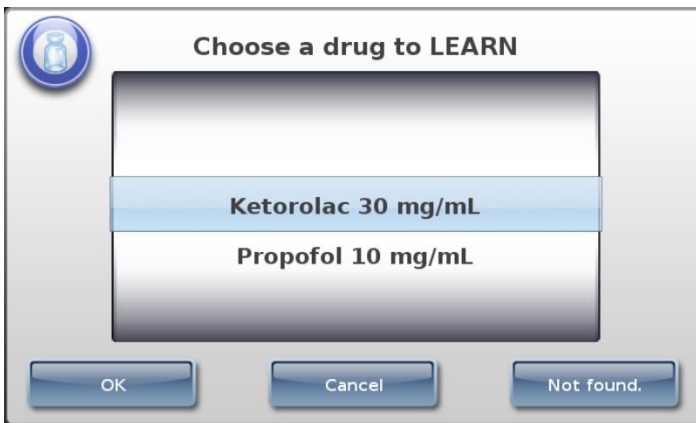 Choose a drug to LEARN
Ketorolac 30 mg/mL
Propofol 10 mg/mL
OK
Cancel
Not found.